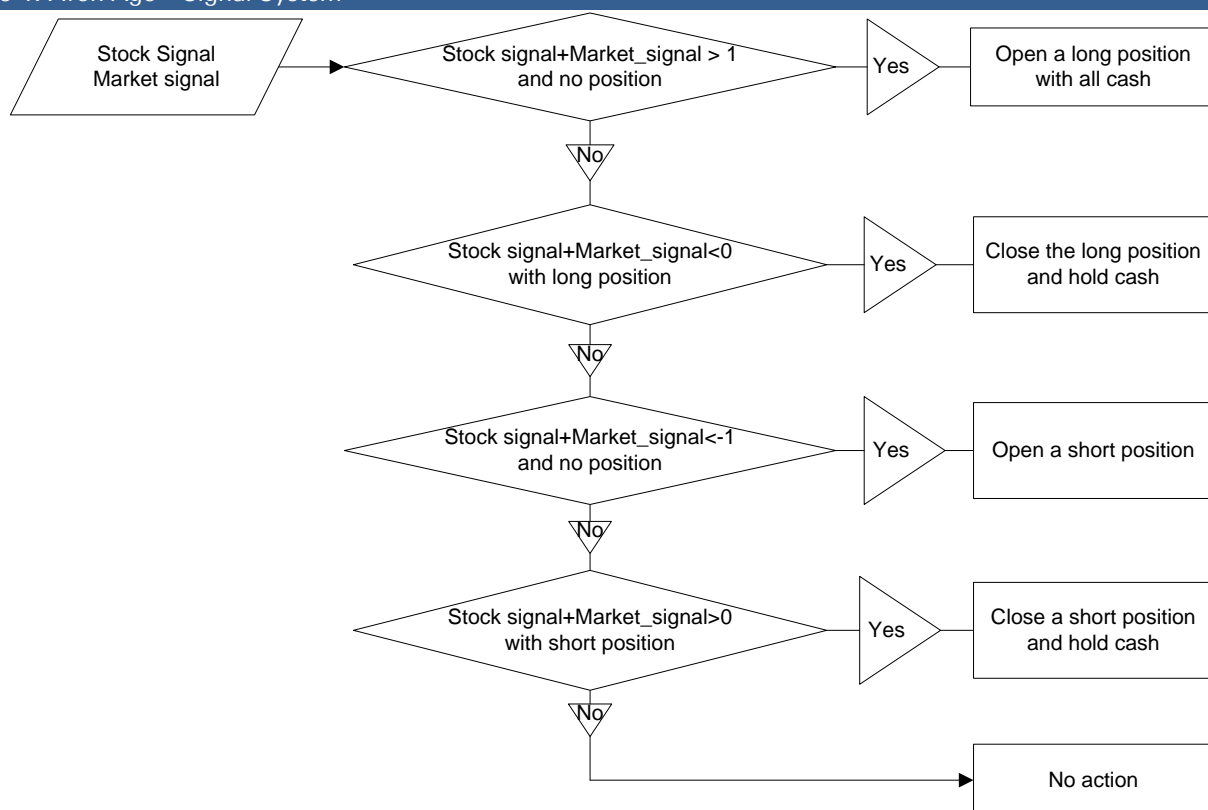 Signal System
Stock Signal
Market signal
Stock signal+Market_signal > 1
and no position
Yes
Open a long position
with all cash
No
Stock signal+Market_signal<0
with long position
Yes
Close the long position
and hold cash
No
Stock signal+Market_signal<-1
and no position
Yes
Open a short position
No
Stock signal+Market_signal>0
with short position
Yes
Close a short position
and hold cash
No
No action